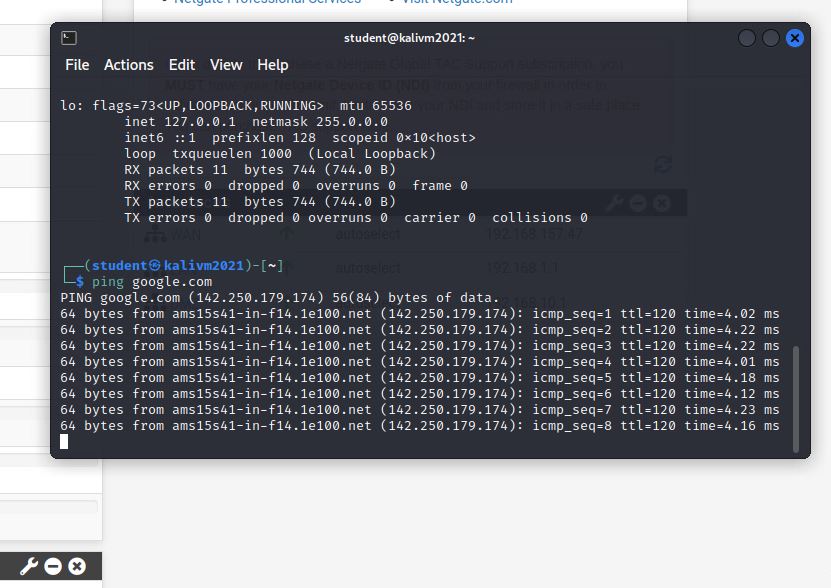 Netgate Professional Services • Visit Netgate.com
student@kalivm2021: ~
File Actions Edit View Help
lo: flags=73<UP,LOOPBACK,RUNNING>  mtu 65536
        inet 127.0.0.1  netmask 255.0.0.0
        inet6 ::1  prefixlen 128  scopeid 0×10<host>
        loop  txqueuelen 1000  (Local Loopback)
        RX packets 11  bytes 744 (744.0 B)
        RX errors 0  dropped 0  overruns 0  frame 0
        TX packets 11  bytes 744 (744.0 B)
        TX errors 0  dropped 0 overruns 0  carrier 0  collisions 0
WAN autoselect 192.168.157.47
┌──(student㉿kalivm2021)-[~]
autoselect 192.168.1.1
└─$ ping google.com
PING google.com (142.250.179.174) 56(84) bytes of data.
64 bytes from ams15s41-in-f14.1e100.net (142.250.179.174): icmp_seq=1 ttl=120 time=4.02 ms
64 bytes from ams15s41-in-f14.1e100.net (142.250.179.174): icmp_seq=2 ttl=120 time=4.22 ms
64 bytes from ams15s41-in-f14.1e100.net (142.250.179.174): icmp_seq=3 ttl=120 time=4.22 ms
64 bytes from ams15s41-in-f14.1e100.net (142.250.179.174): icmp_seq=4 ttl=120 time=4.01 ms
64 bytes from ams15s41-in-f14.1e100.net (142.250.179.174): icmp_seq=5 ttl=120 time=4.18 ms
64 bytes from ams15s41-in-f14.1e100.net (142.250.179.174): icmp_seq=6 ttl=120 time=4.12 ms
64 bytes from ams15s41-in-f14.1e100.net (142.250.179.174): icmp_seq=7 ttl=120 time=4.23 ms
64 bytes from ams15s41-in-f14.1e100.net (142.250.179.174): icmp_seq=8 ttl=120 time=4.16 ms